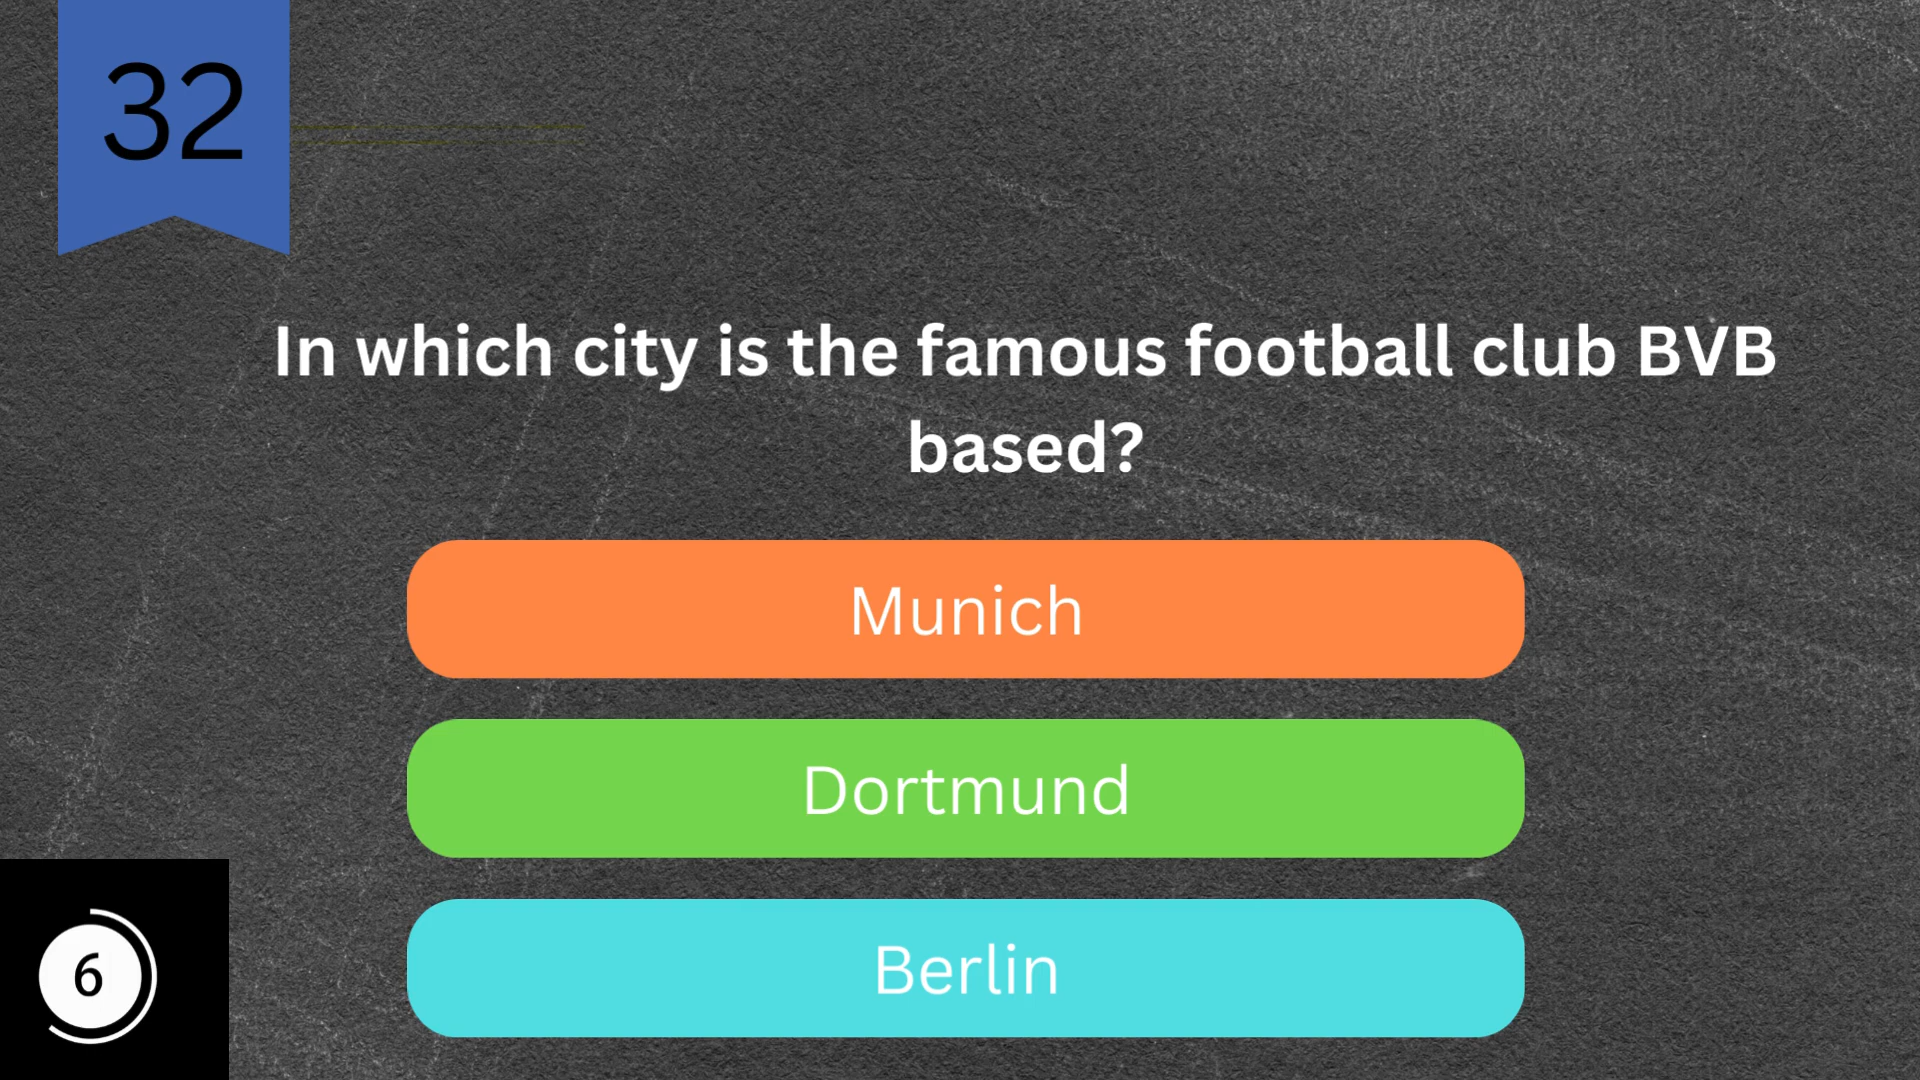 32
In which city is the famous football club BVB
based?
Munich
Dortmund
Berlin
6